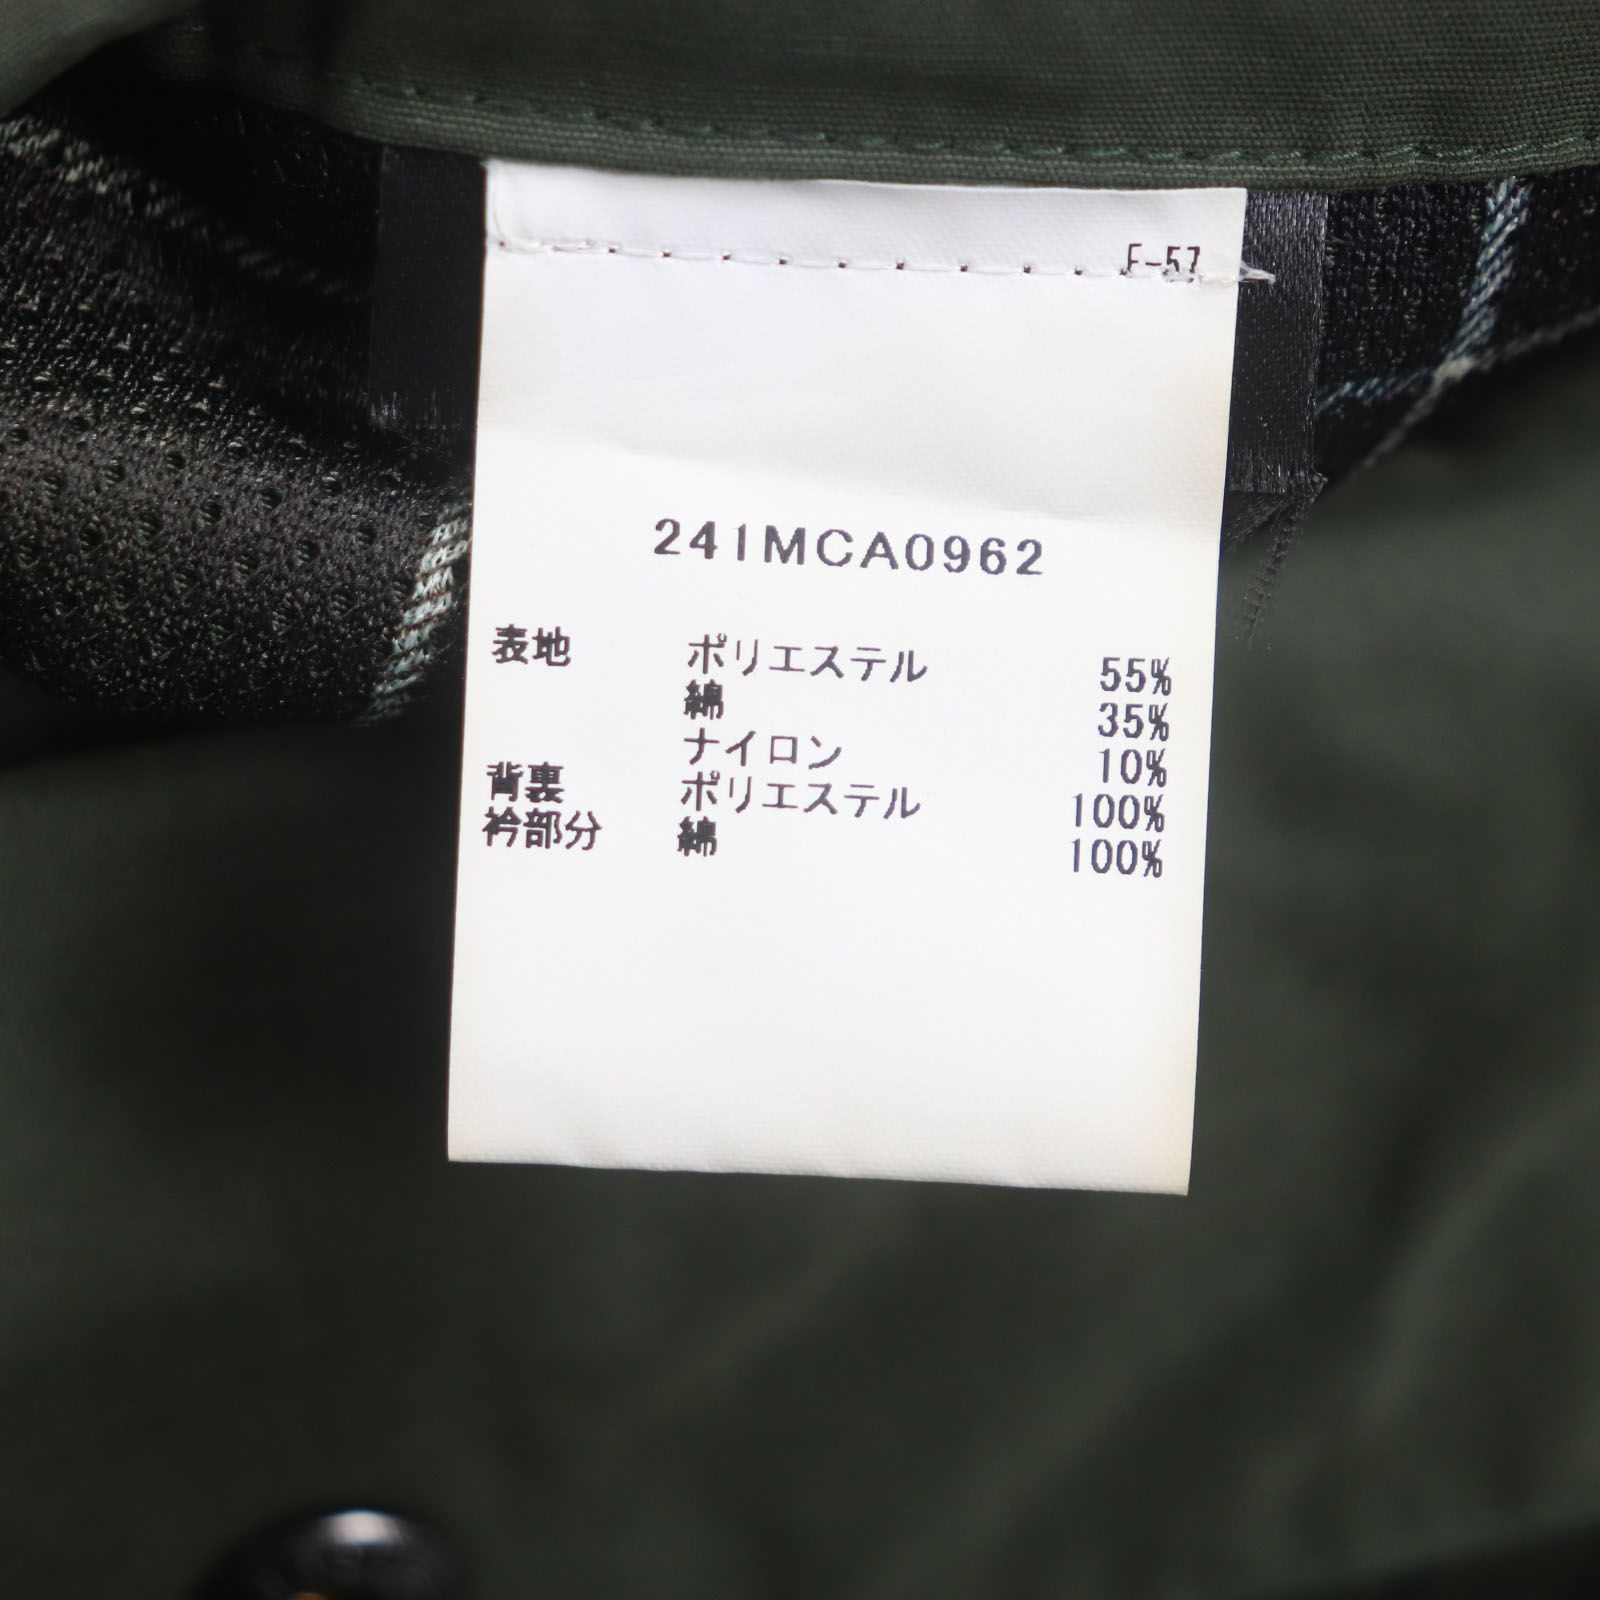 F-57
241MCA0962
表地 ポリエステル 55%
綿 35%
ナイロン 10%
背裏 ポリエステル 100%
衿部分 綿 100%